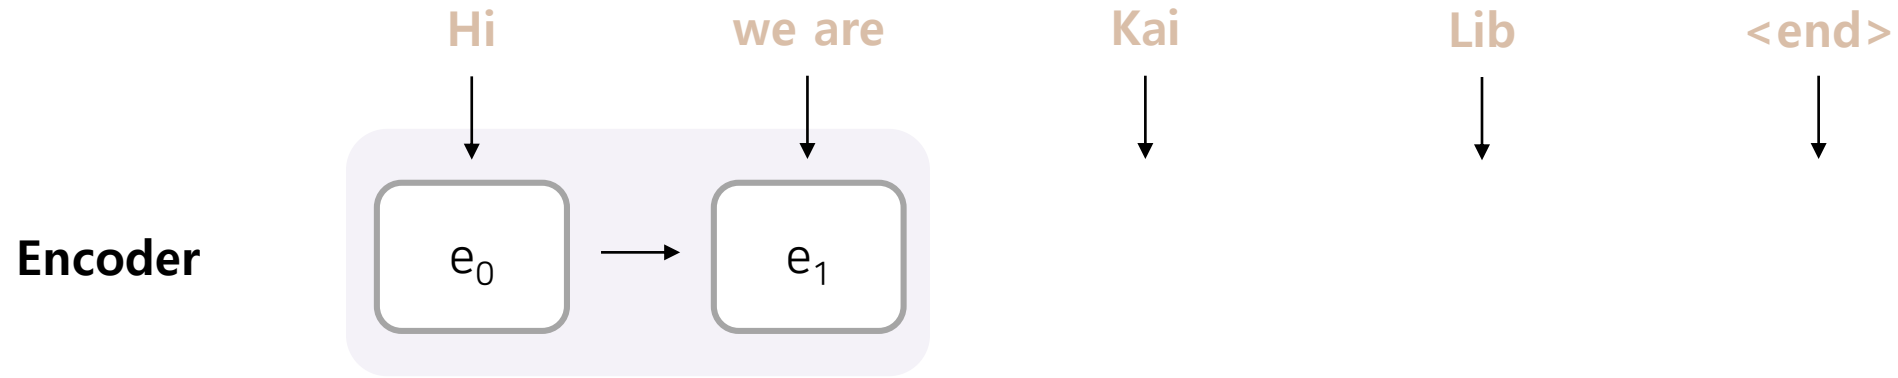 Hi we are Kai Lib <end>
Encoder e₀ e₁